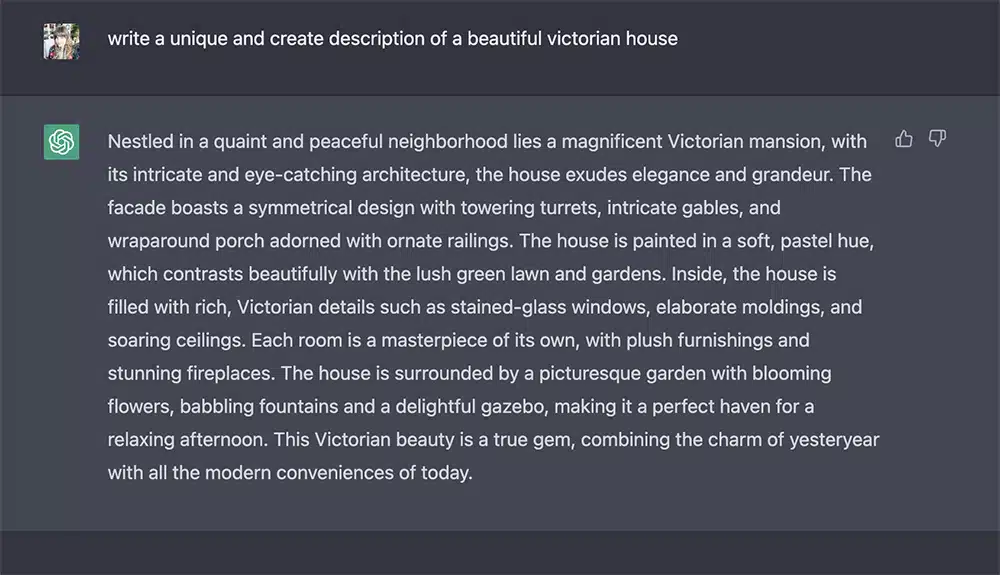 write a unique and create description of a beautiful victorian house
Nestled in a quaint and peaceful neighborhood lies a magnificent Victorian mansion, with
its intricate and eye-catching architecture, the house exudes elegance and grandeur. The
facade boasts a symmetrical design with towering turrets, intricate gables, and
wraparound porch adorned with ornate railings. The house is painted in a soft, pastel hue,
which contrasts beautifully with the lush green lawn and gardens. Inside, the house is
filled with rich, Victorian details such as stained-glass windows, elaborate moldings, and
soaring ceilings. Each room is a masterpiece of its own, with plush furnishings and
stunning fireplaces. The house is surrounded by a picturesque garden with blooming
flowers, babbling fountains and a delightful gazebo, making it a perfect haven for a
relaxing afternoon. This Victorian beauty is a true gem, combining the charm of yesteryear
with all the modern conveniences of today.